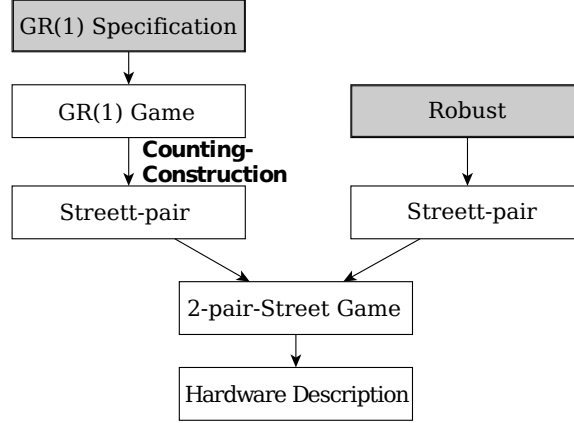 GR(1) Specification
GR(1) Game
Robust
Counting-
Construction
Streett-pair
Streett-pair
2-pair-Street Game
Hardware Description